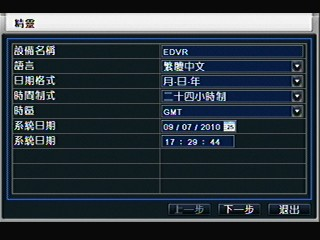 精靈
設備名稱 EDVR
語言 繁體中文
日期格式 月-日-年
時間制式 二十四小時制
時區 GMT
系統日期 09 / 07 / 2010
系統日期 17 : 29 : 44
上一步 下一步 退出